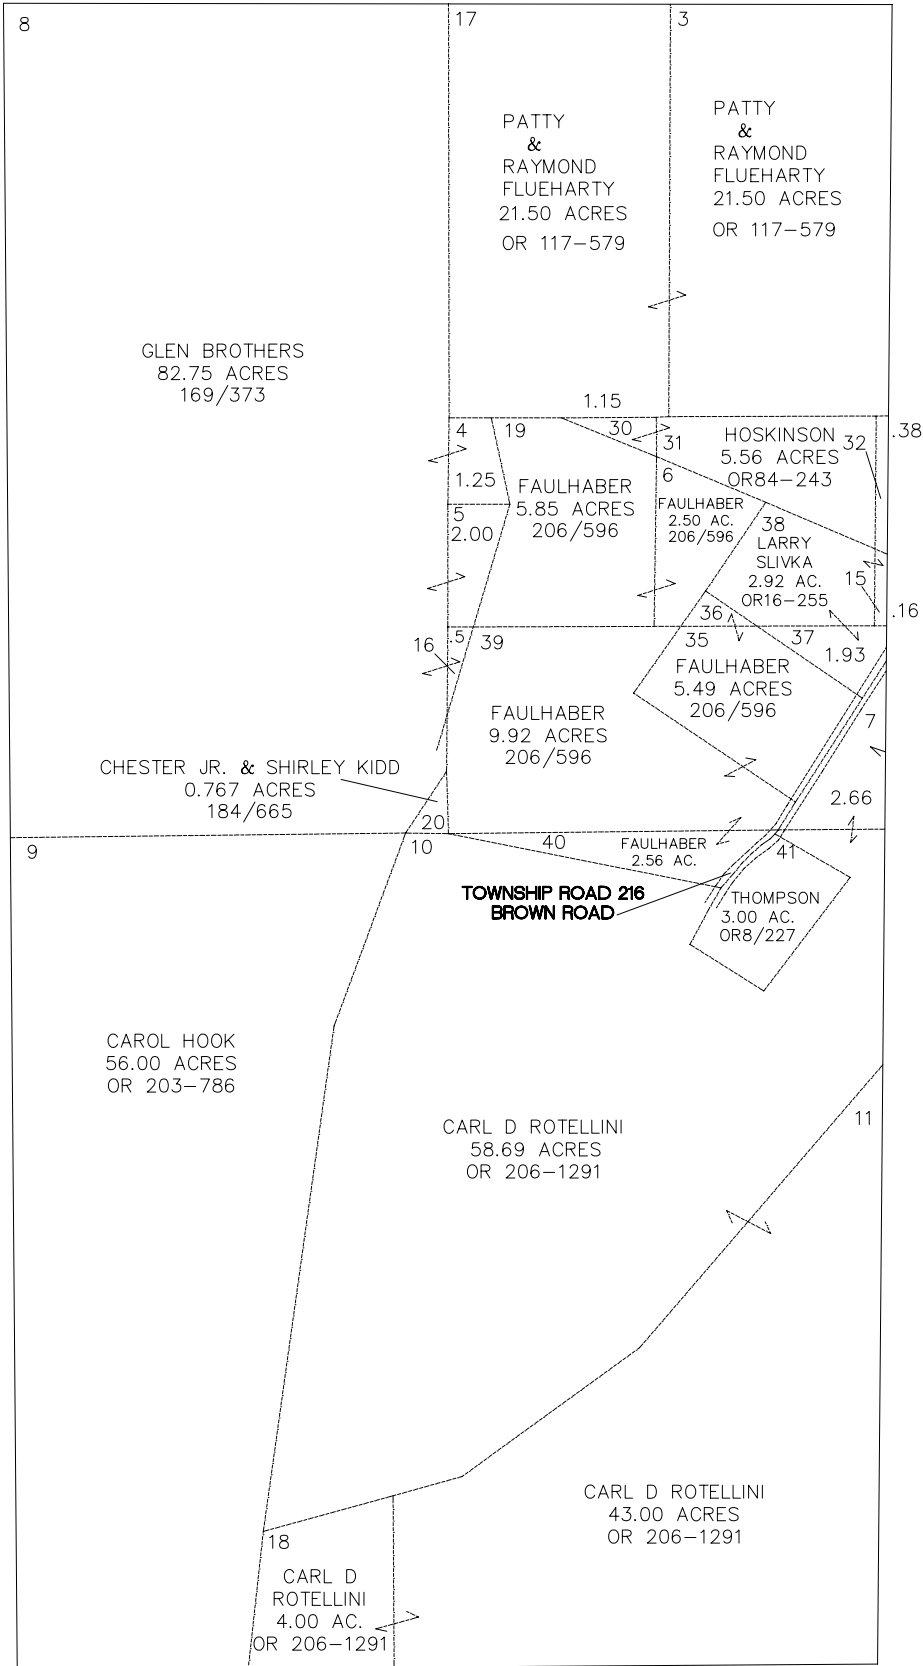 8
17
3
PATTY
&
RAYMOND
FLUEHARTY
21.50 ACRES
OR 117-579
PATTY
&
RAYMOND
FLUEHARTY
21.50 ACRES
OR 117-579
GLEN BROTHERS
82.75 ACRES
169/373
1.15
4
19
30
31
HOSKINSON
5.56 ACRES
OR84-243
32
.38
1.25
6
FAULHABER
5.85 ACRES
206/596
FAULHABER
2.50 AC.
206/596
5
2.00
38
LARRY
SLIVKA
2.92 AC.
OR16-255
15
.16
16
.5
39
36
35
37
1.93
FAULHABER
5.49 ACRES
206/596
FAULHABER
9.92 ACRES
206/596
7
CHESTER JR. & SHIRLEY KIDD
0.767 ACRES
184/665
2.66
20
9
10
40
FAULHABER
2.56 AC.
41
TOWNSHIP ROAD 216
BROWN ROAD
THOMPSON
3.00 AC.
OR8/227
CAROL HOOK
56.00 ACRES
OR 203-786
11
CARL D ROTELLINI
58.69 ACRES
OR 206-1291
CARL D ROTELLINI
43.00 ACRES
OR 206-1291
18
CARL D
ROTELLINI
4.00 AC.
OR 206-1291